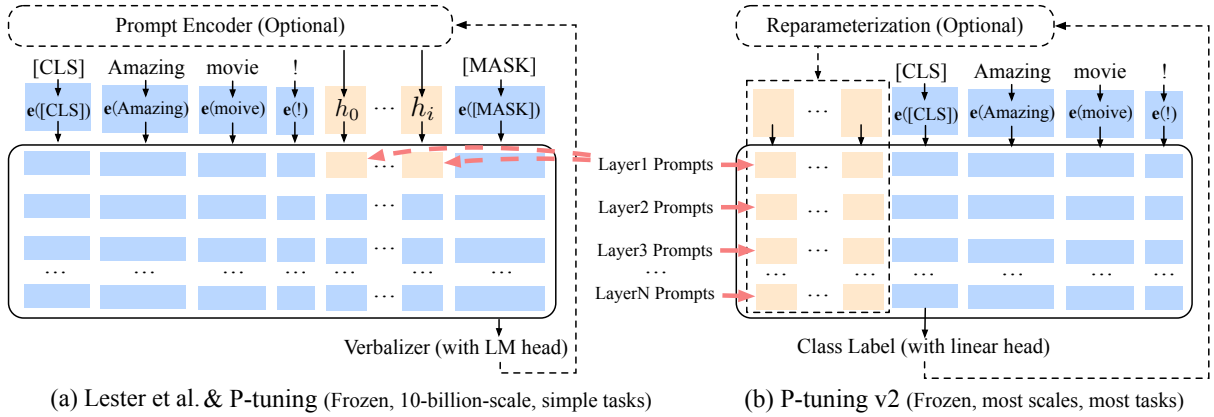 Prompt Encoder (Optional)
[CLS] Amazing movie ! [MASK]
e([CLS]) e(Amazing) e(moive) e(!) h0 ... hi e([MASK])
...
...
...
... ... ... ... ... ... ...
...
Verbalizer (with LM head)
(a) Lester et al. & P-tuning (Frozen, 10-billion-scale, simple tasks)
Layer1 Prompts
Layer2 Prompts
Layer3 Prompts
...
LayerN Prompts
Reparameterization (Optional)
[CLS] Amazing movie !
... e([CLS]) e(Amazing) e(moive) e(!)
...
...
...
... ... ... ... ... ...
...
Class Label (with linear head)
(b) P-tuning v2 (Frozen, most scales, most tasks)